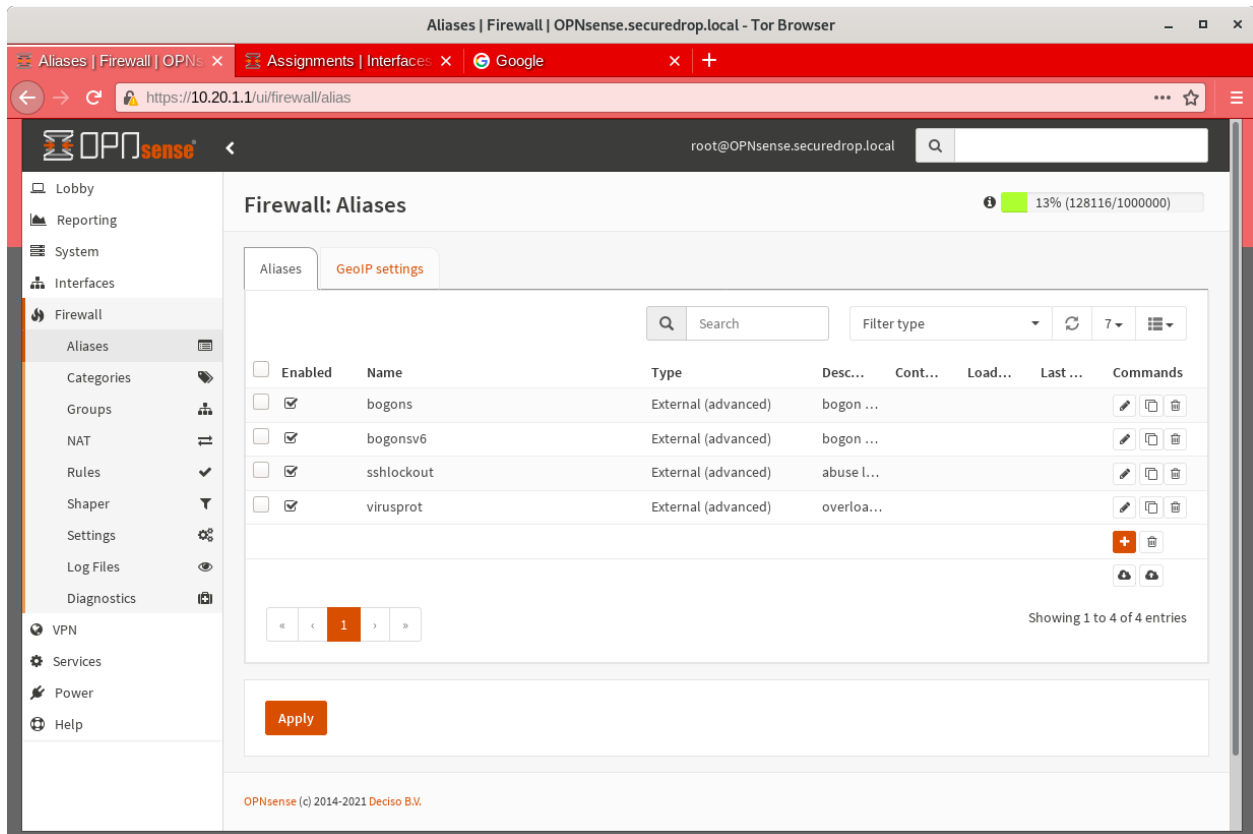 Aliases | Firewall | OPNsense.securedrop.local - Tor Browser
Aliases | Firewall | OPNs
Assignments | Interfaces
Google
https://10.20.1.1/ui/firewall/alias
OPNsense
root@OPNsense.securedrop.local
Lobby
Reporting
System
Interfaces
Firewall
Aliases
Categories
Groups
NAT
Rules
Shaper
Settings
Log Files
Diagnostics
VPN
Services
Power
Help
Firewall: Aliases
13% (128116/1000000)
Aliases GeoIP settings
Search Filter type 7
Enabled Name Type Desc... Cont... Load... Last ... Commands
bogons External (advanced) bogon ...
bogonsv6 External (advanced) bogon ...
sshlockout External (advanced) abuse l...
virusprot External (advanced) overloa...
« ‹ 1 › »
Showing 1 to 4 of 4 entries
Apply
OPNsense (c) 2014-2021 Deciso B.V.